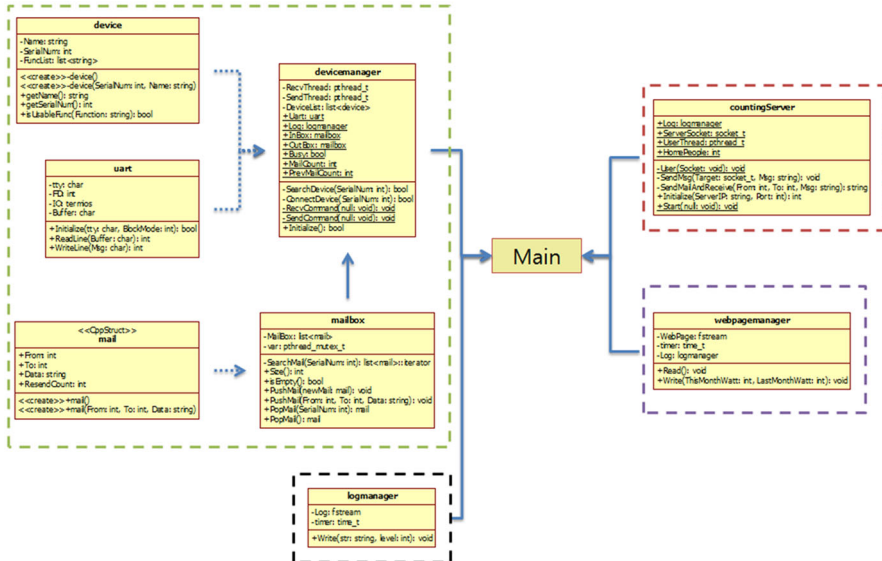 device
-Name: string
-SerialNum: int
-FuncList: list<string>
<<create>>-device()
<<create>>-device(SerialNum: int, Name: string)
+getName(): string
+getSerialNum(): int
+isUsableFunc(Function: string): bool
uart
-tty: char
-FD: int
-IO: termios
-Buffer: char
+Initialize(tty: char, BlockMode: int): bool
+ReadLine(Buffer: char): int
+WriteLine(Msg: char): int
<<CppStruct>>
mail
+From: int
+To: int
+Data: string
+ResendCount: int
<<create>>+mail()
<<create>>+mail(From: int, To: int, Data: string)
devicemanager
-RecvThread: pthread_t
-SendThread: pthread_t
-DeviceList: list<device>
+Uart: uart
+Log: logmanager
+InBox: mailbox
+OutBox: mailbox
+Busy: bool
+MailCount: int
+PrevMailCount: int
-SearchDevice(SerialNum: int): bool
-ConnectDevice(SerialNum: int): bool
-RecvCommand(null: void): void
-SendCommand(null: void): void
+Initialize(): bool
mailbox
-MailBox: list<mail>
-var: pthread_mutex_t
-SearchMail(SerialNum: int): list<mail>::iterator
+Size(): int
+isEmpty(): bool
+PushMail(newMail: mail): void
+PushMail(From: int, To: int, Data: string): void
+PopMail(SerialNum: int): mail
+PopMail(): mail
logmanager
-Log: fstream
-timer: time_t
+Write(str: string, level: int): void
Main
countingServer
+Log: logmanager
+ServerSocket: socket_t
+UserThread: pthread_t
+HomePeople: int
-User(Socket: void): void
-SendMsg(Target: socket_t, Msg: string): void
-SendMailAndReceive(From: int, To: int, Msg: string): string
+Initialize(ServerIP: string, Port: int): int
+Start(null: void): void
webpagemanager
-WebPage: fstream
-timer: time_t
-Log: logmanager
+Read(): void
+Write(ThisMonthWatt: int, LastMonthWatt: int): void